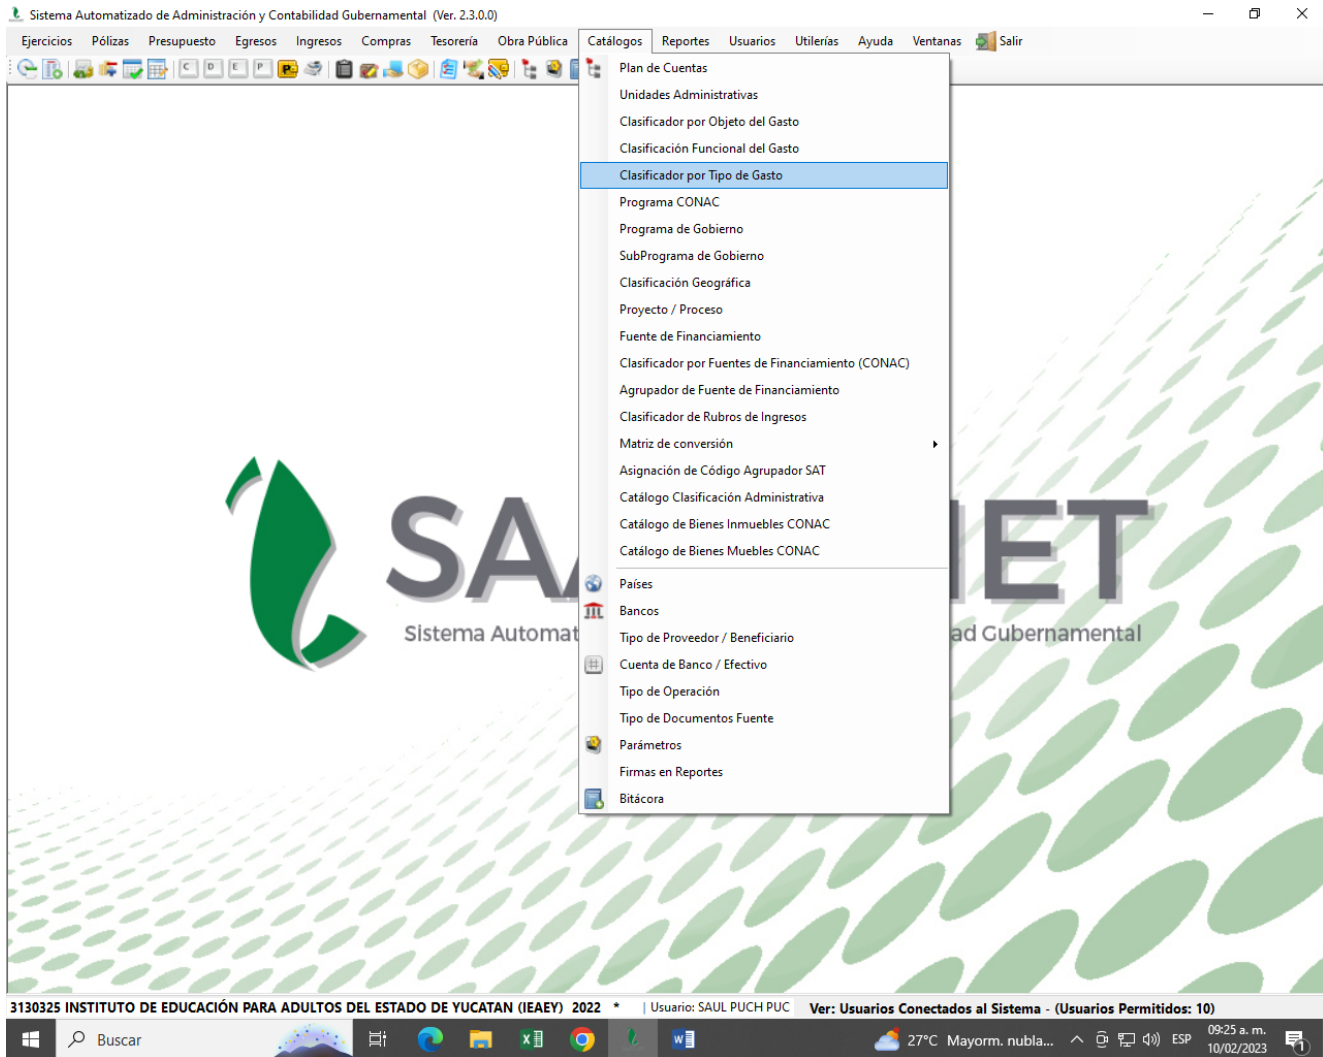 Sistema Automatizado de Administración y Contabilidad Gubernamental (Ver. 2.3.0.0)
Ejercicios Pólizas Presupuesto Egresos Ingresos Compras Tesorería Obra Pública Catálogos Reportes Usuarios Utilerías Ayuda Ventanas Salir
C D E P
Plan de Cuentas
Unidades Administrativas
Clasificador por Objeto del Gasto
Clasificación Funcional del Gasto
Clasificador por Tipo de Gasto
Programa CONAC
Programa de Gobierno
SubPrograma de Gobierno
Clasificación Geográfica
Proyecto / Proceso
Fuente de Financiamiento
Clasificador por Fuentes de Financiamiento (CONAC)
Agrupador de Fuente de Financiamiento
Clasificador de Rubros de Ingresos
Matriz de conversión
Asignación de Código Agrupador SAT
Catálogo Clasificación Administrativa
Catálogo de Bienes Inmuebles CONAC
Catálogo de Bienes Muebles CONAC
Países
Bancos
Tipo de Proveedor / Beneficiario
Cuenta de Banco / Efectivo
Tipo de Operación
Tipo de Documentos Fuente
Parámetros
Firmas en Reportes
Bitácora
SA ET
Sistema Automat ad Gubernamental
3130325 INSTITUTO DE EDUCACIÓN PARA ADULTOS DEL ESTADO DE YUCATAN (IEAEY) 2022 * | Usuario: SAUL PUCH PUC Ver: Usuarios Conectados al Sistema - (Usuarios Permitidos: 10)
Buscar 27°C Mayorm. nubla... ESP 09:25 a. m.
10/02/2023